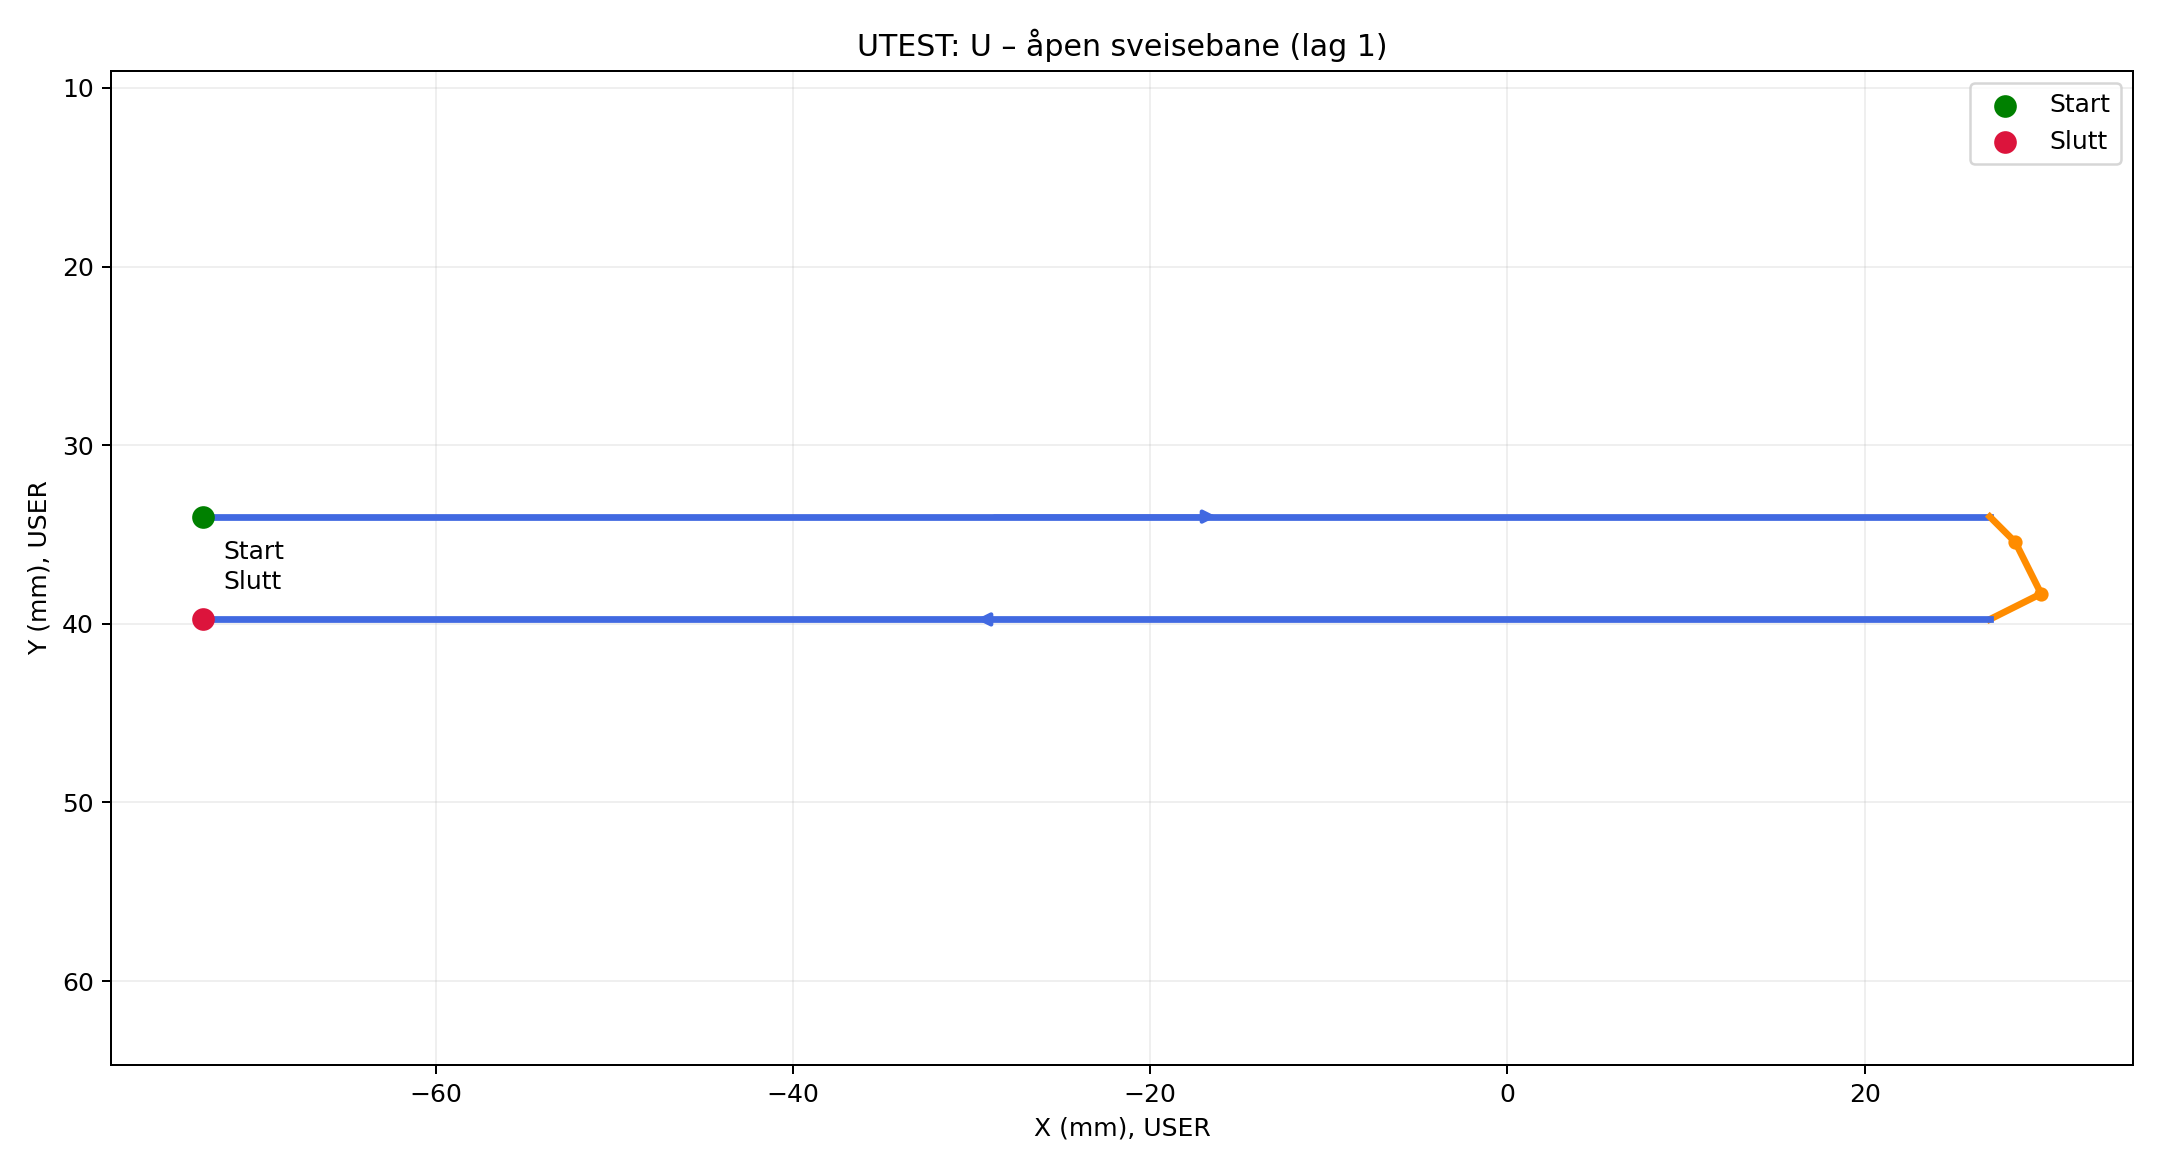 UTEST: U – åpen sveisebane (lag 1)
Start
Slutt
10
20
30
40
50
60
Y (mm), USER
Start
Slutt
−60
−40
−20
0
20
X (mm), USER